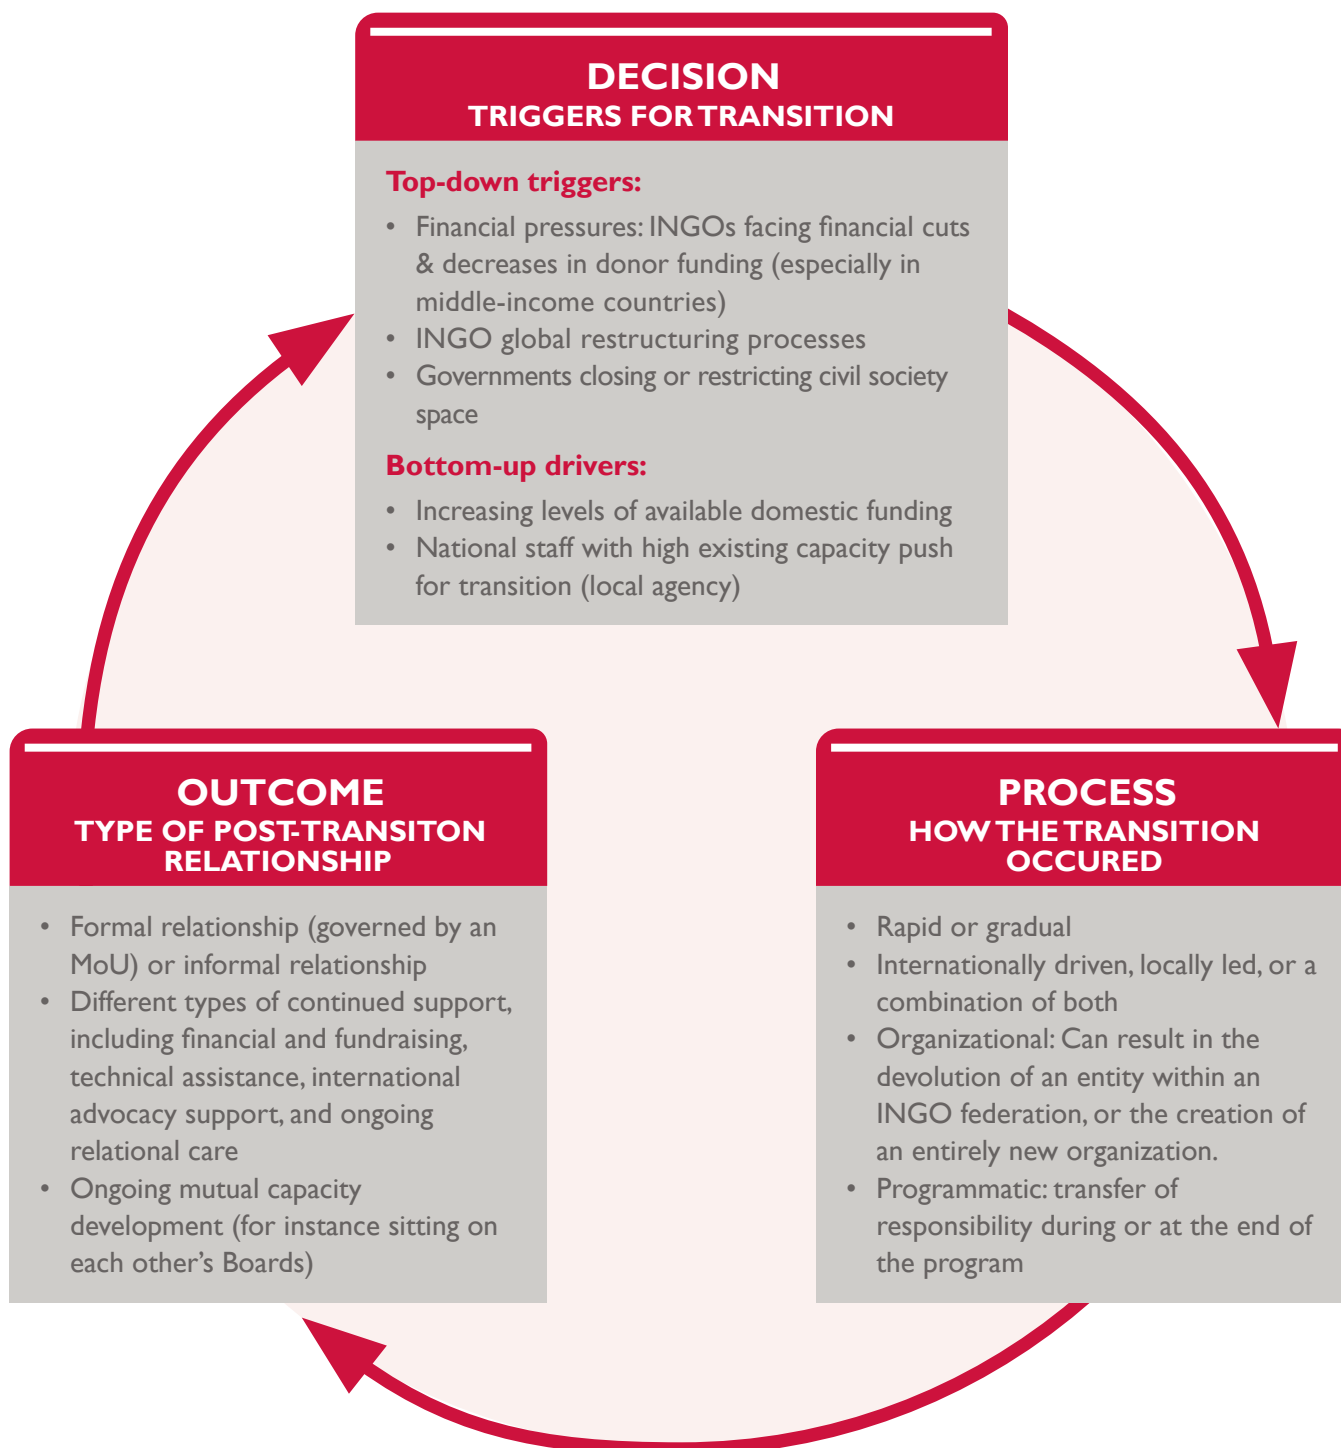 DECISION
TRIGGERS FOR TRANSITION
Top-down triggers:
• Financial pressures: INGOs facing financial cuts
& decreases in donor funding (especially in
middle-income countries)
• INGO global restructuring processes
• Governments closing or restricting civil society
space
Bottom-up drivers:
• Increasing levels of available domestic funding
• National staff with high existing capacity push
for transition (local agency)
OUTCOME
TYPE OF POST-TRANSITON
RELATIONSHIP
• Formal relationship (governed by an
MoU) or informal relationship
• Different types of continued support,
including financial and fundraising,
technical assistance, international
advocacy support, and ongoing
relational care
• Ongoing mutual capacity
development (for instance sitting on
each other’s Boards)
PROCESS
HOW THE TRANSITION
OCCURED
• Rapid or gradual
• Internationally driven, locally led, or a
combination of both
• Organizational: Can result in the
devolution of an entity within an
INGO federation, or the creation of
an entirely new organization.
• Programmatic: transfer of
responsibility during or at the end of
the program